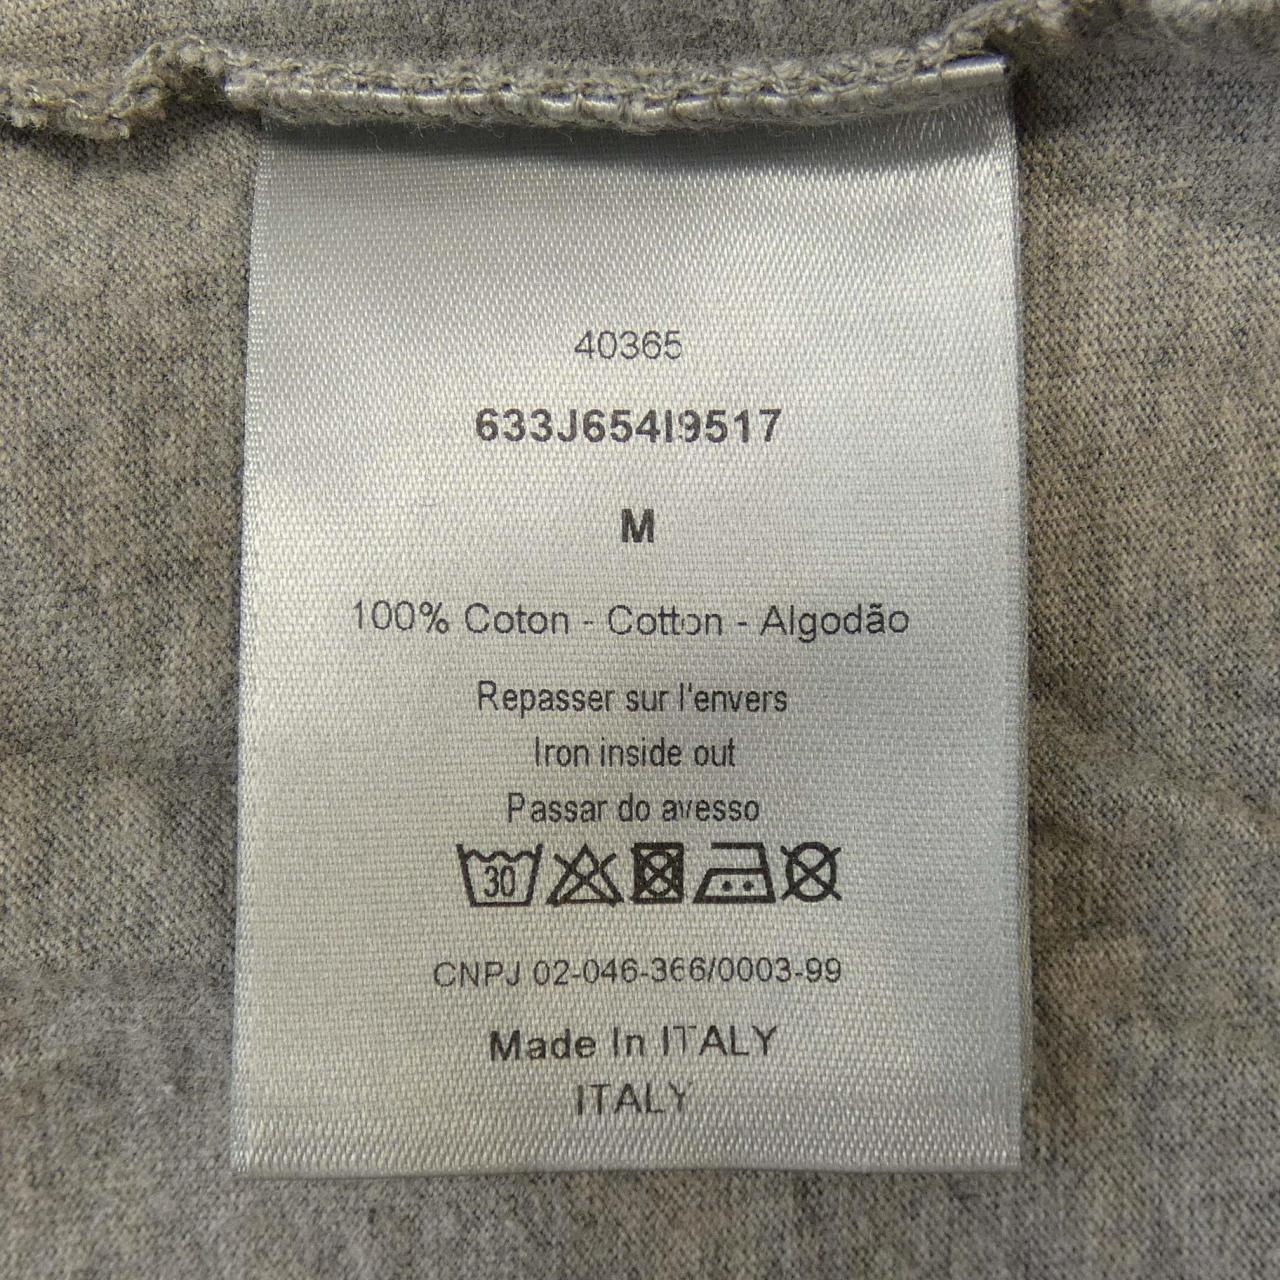 40365
633J654I9517
M
100% Coton - Cotton - Algodão
Repasser sur l'envers
Iron inside out
Passar do avesso
30
CNPJ 02-046-366/0003-99
Made In ITALY
ITALY